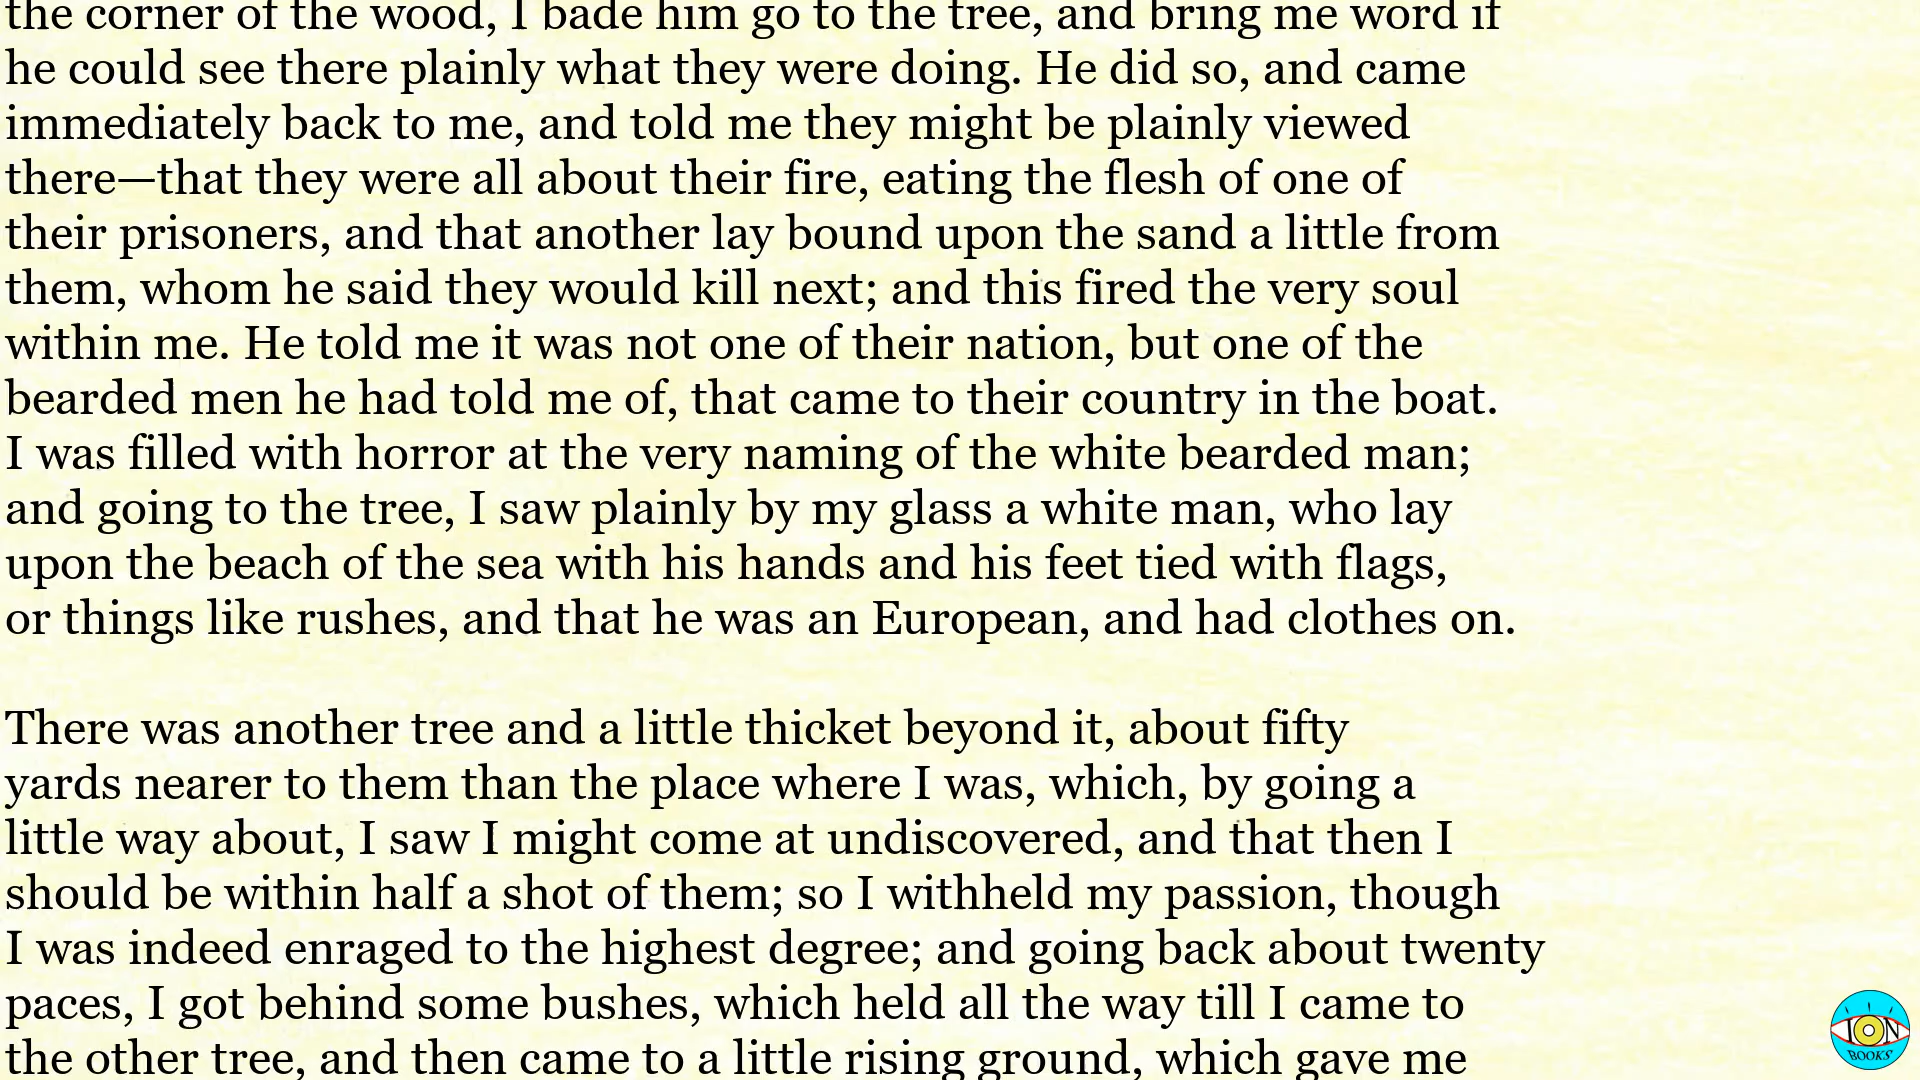 the corner of the wood, I bade him go to the tree, and bring me word if
he could see there plainly what they were doing. He did so, and came
immediately back to me, and told me they might be plainly viewed
there—that they were all about their fire, eating the flesh of one of
their prisoners, and that another lay bound upon the sand a little from
them, whom he said they would kill next; and this fired the very soul
within me. He told me it was not one of their nation, but one of the
bearded men he had told me of, that came to their country in the boat.
I was filled with horror at the very naming of the white bearded man;
and going to the tree, I saw plainly by my glass a white man, who lay
upon the beach of the sea with his hands and his feet tied with flags,
or things like rushes, and that he was an European, and had clothes on.
There was another tree and a little thicket beyond it, about fifty
yards nearer to them than the place where I was, which, by going a
little way about, I saw I might come at undiscovered, and that then I
should be within half a shot of them; so I withheld my passion, though
I was indeed enraged to the highest degree; and going back about twenty
paces, I got behind some bushes, which held all the way till I came to
the other tree, and then came to a little rising ground, which gave me
ION
BOOKS